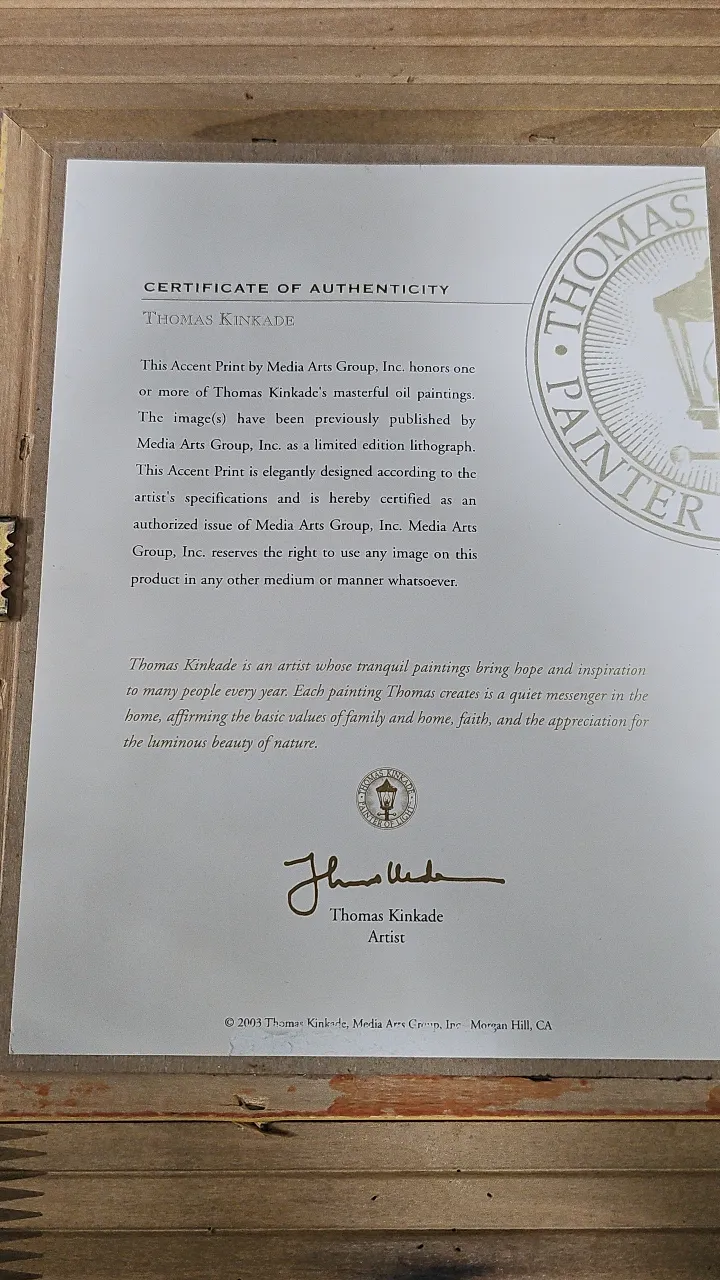 CERTIFICATE OF AUTHENTICITY
THOMAS KINKADE
This Accent Print by Media Arts Group, Inc. honors one
or more of Thomas Kinkade's masterful oil paintings.
The image(s) have been previously published by
Media Arts Group, Inc. as a limited edition lithograph.
This Accent Print is elegantly designed according to the
artist's specifications and is hereby certified as an
authorized issue of Media Arts Group, Inc. Media Arts
Group, Inc. reserves the right to use any image on this
product in any other medium or manner whatsoever.
THOMAS
PAINTER
Thomas Kinkade is an artist whose tranquil paintings bring hope and inspiration
to many people every year. Each painting Thomas creates is a quiet messenger in the
home, affirming the basic values of family and home, faith, and the appreciation for
the luminous beauty of nature.
THOMAS KINKADE
PAINTER OF LIGHT
Thomas Kinkade
Artist
© 2003 Thomas Kinkade, Media Arts Group, Inc. Morgan Hill, CA